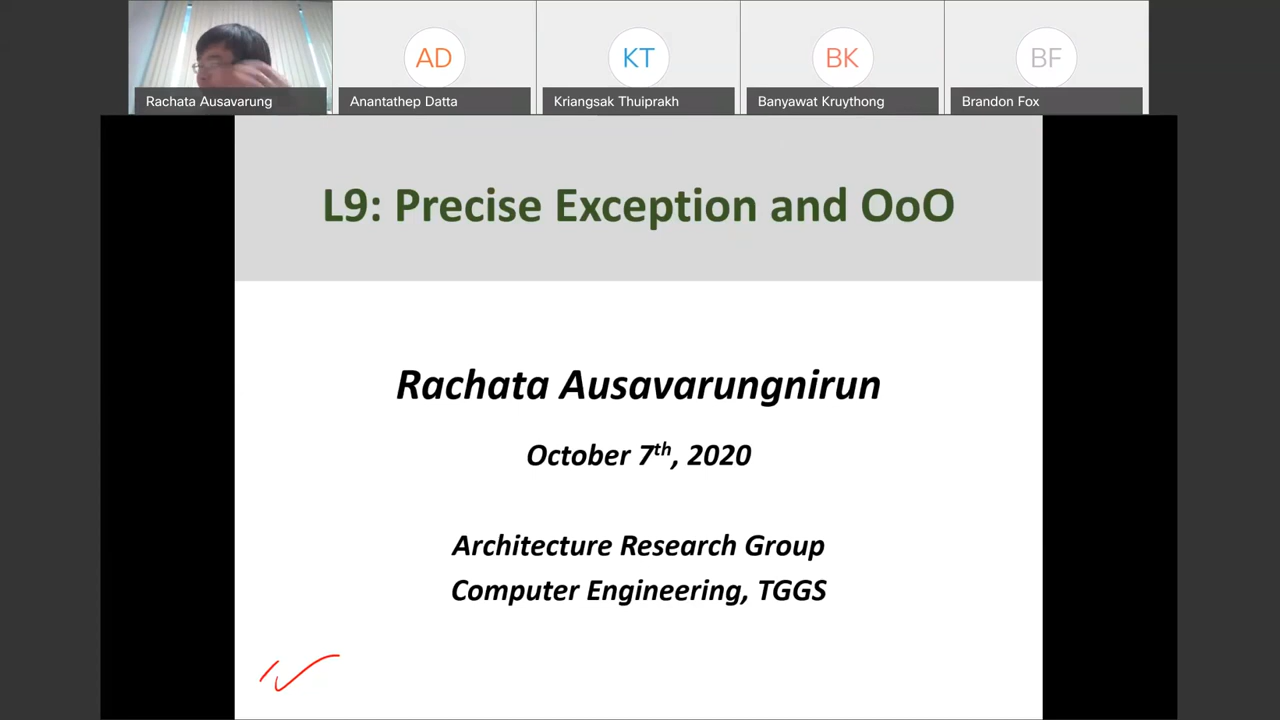 AD
KT
BK
BF
Rachata Ausavarung
Anantathep Datta
Kriangsak Thuiprakh
Banyawat Kruythong
Brandon Fox
L9: Precise Exception and OoO
Rachata Ausavarungnirun
October 7th, 2020
Architecture Research Group
Computer Engineering, TGGS